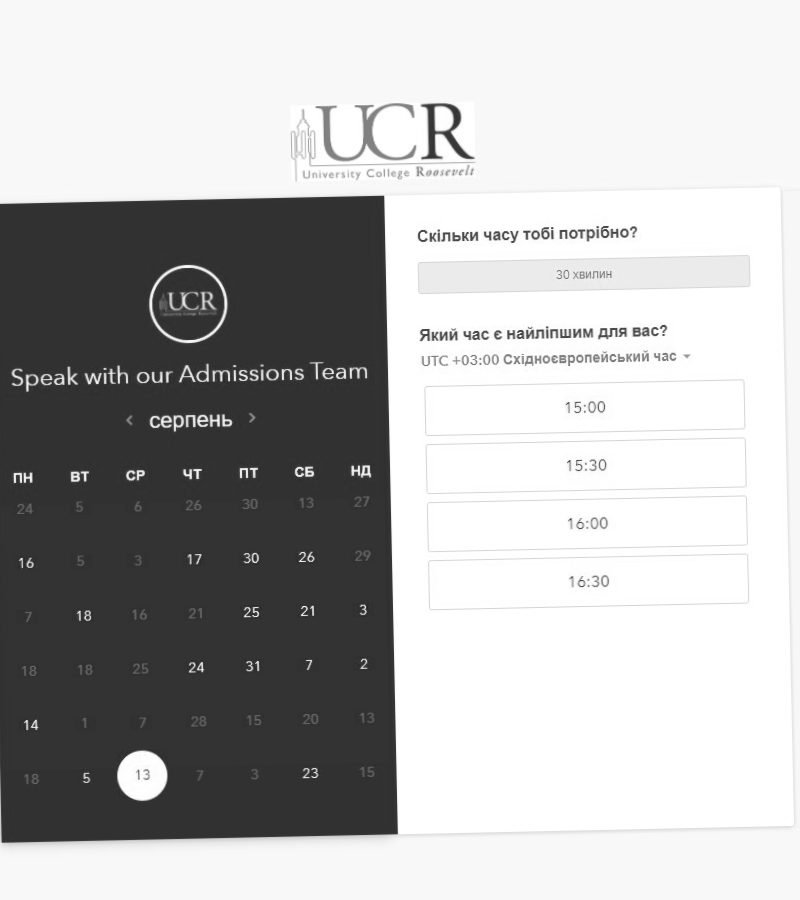 UCR
University College Roosevelt
UCR
Speak with our Admissions Team
серпень
ПН ВТ СР ЧТ ПТ СБ НД
24 5 6 26 30 13 27
16 5 3 17 30 26 29
7 18 16 21 25 21 3
18 18 25 24 31 7 2
14 1 7 28 15 20 13
18 5 13 7 3 23 15
Скільки часу тобі потрібно?
30 хвилин
Який час є найліпшим для вас?
UTC +03:00 Східноєвропейський час
15:00
15:30
16:00
16:30